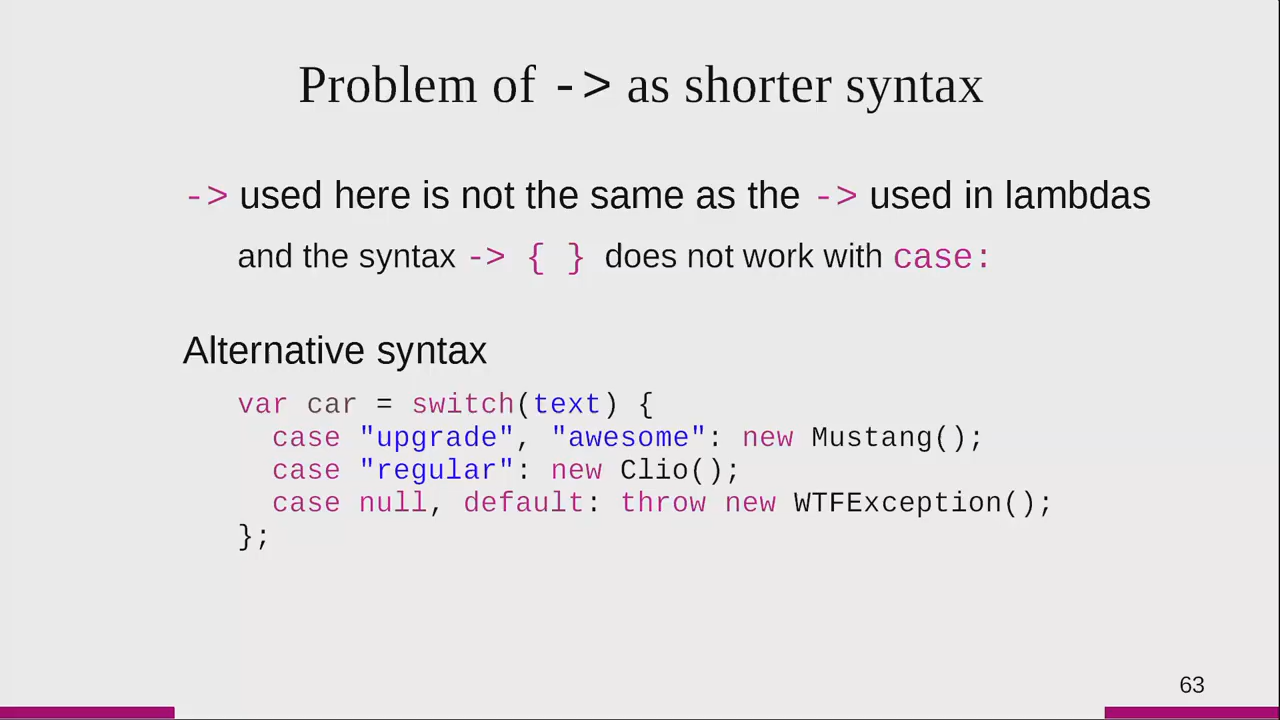 Problem of -> as shorter syntax
-> used here is not the same as the -> used in lambdas
and the syntax -> { } does not work with case:
Alternative syntax
var car = switch(text) {
  case "upgrade", "awesome": new Mustang();
  case "regular": new Clio();
  case null, default: throw new WTFException();
};
63